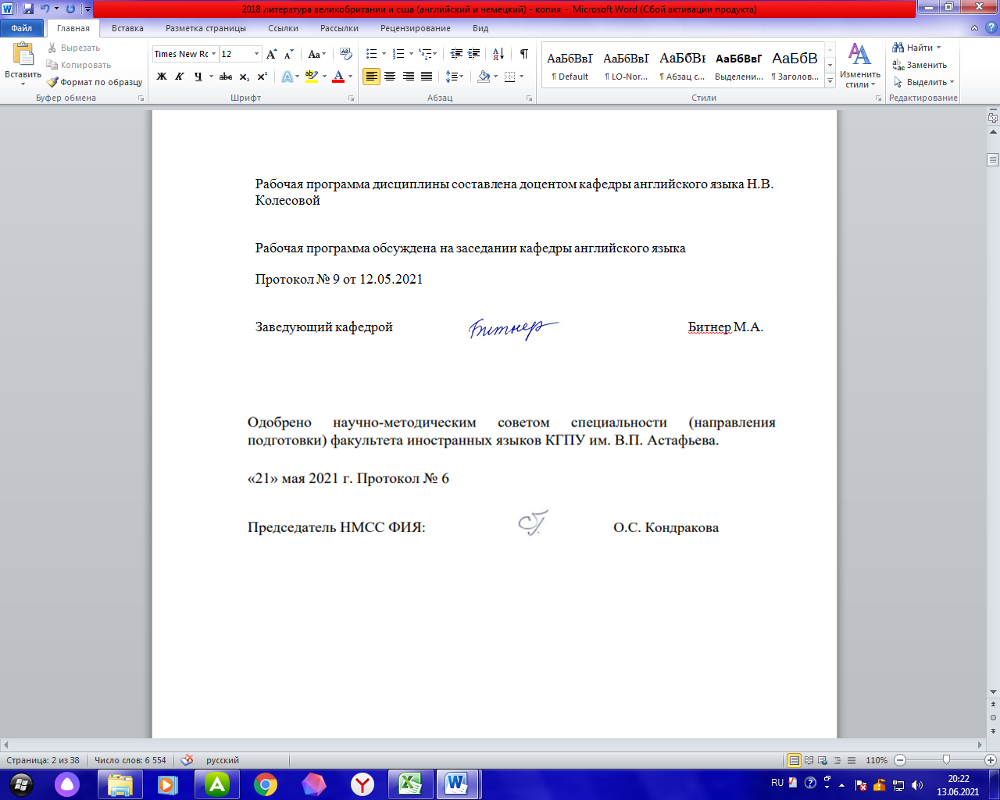 2018 литература великобритании и сша (английский и немецкий) - копия - Microsoft Word (Сбой активации продукта)
Файл Главная Вставка Разметка страницы Ссылки Рассылки Рецензирование Вид
Вставить
Вырезать
Копировать
Формат по образцу
Буфер обмена
Times New Rc 12
Ж К Ч abc x₂ x²
Шрифт
Абзац
АаБбВвГ АаБбВвГ АаБбВв АаБбВвГ АаБбВ
¶ Default ¶ LO-Nor... ¶ Абзац с... Выделени... ¶ Заголов...
Стили
Изменить
стили
Найти
Заменить
Выделить
Редактирование
Рабочая программа дисциплины составлена доцентом кафедры английского языка Н.В.
Колесовой
Рабочая программа обсуждена на заседании кафедры английского языка
Протокол № 9 от 12.05.2021
Заведующий кафедрой Битнер Битнер М.А.
Одобрено научно-методическим советом специальности (направления
подготовки) факультета иностранных языков КГПУ им. В.П. Астафьева.
«21» мая 2021 г. Протокол № 6
Председатель НМСС ФИЯ: О.С. Кондракова
Страница: 2 из 38 Число слов: 6 554 русский 110%
RU 20:22
13.06.2021